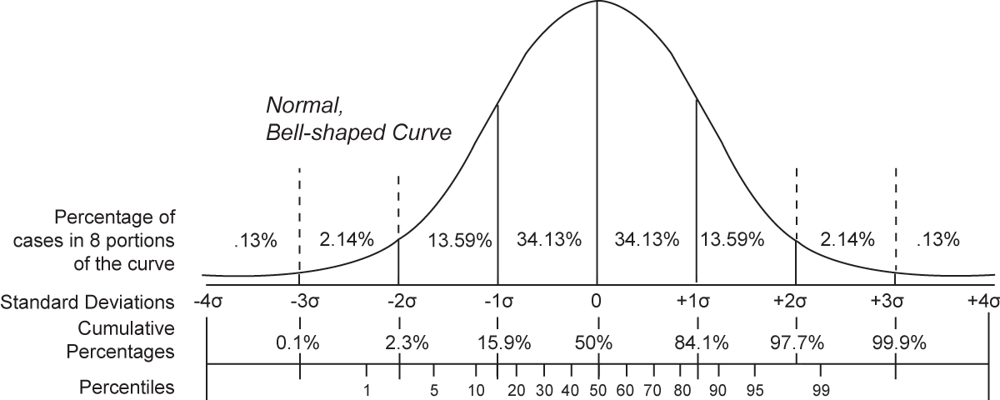 Normal,
Bell-shaped Curve
Percentage of
cases in 8 portions
of the curve
.13% 2.14% 13.59% 34.13% 34.13% 13.59% 2.14% .13%
Standard Deviations -4σ -3σ -2σ -1σ 0 +1σ +2σ +3σ +4σ
Cumulative
Percentages 0.1% 2.3% 15.9% 50% 84.1% 97.7% 99.9%
Percentiles 1 5 10 20 30 40 50 60 70 80 90 95 99